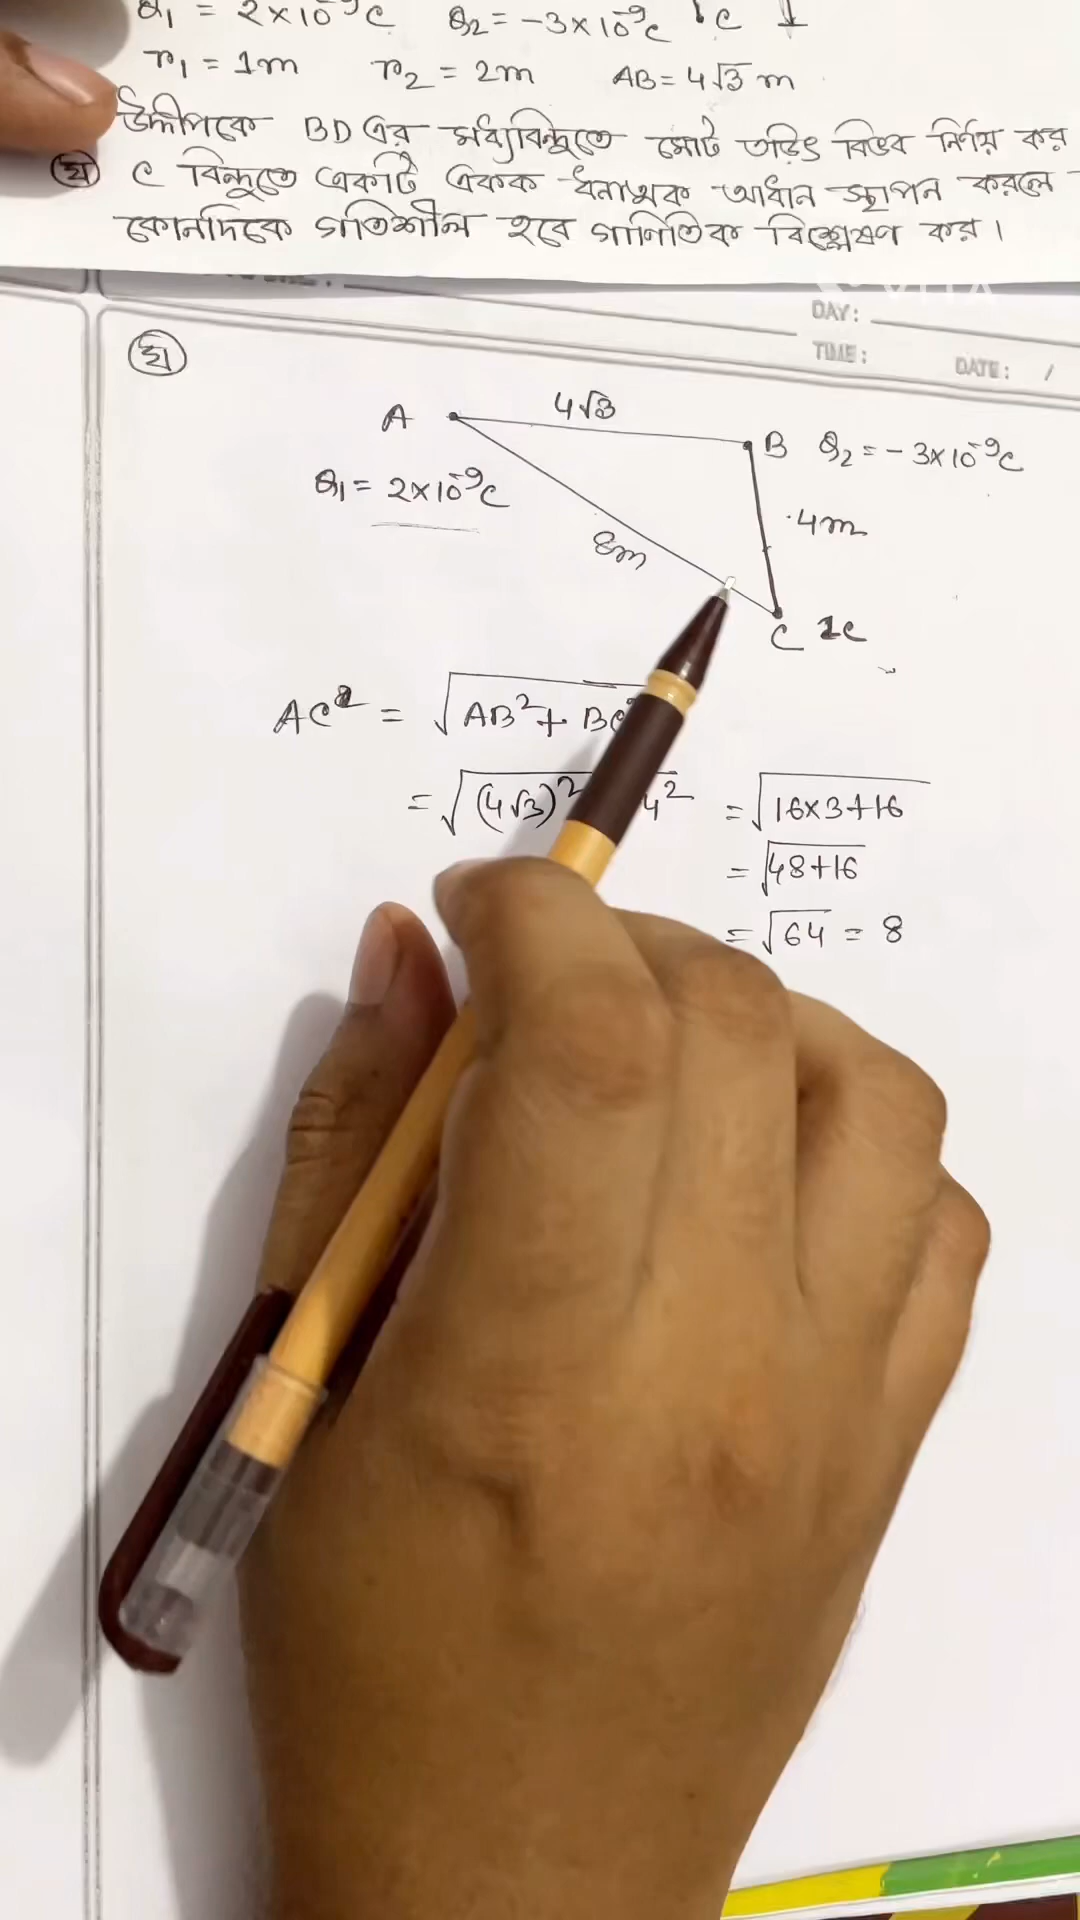 Q₁ = 2×10⁻⁹C Q₂ = -3×10⁻⁹C C
r₁ = 1m r₂ = 2m AB = 4√3 m
উদ্দীপকে BD এর মধ্যবিন্দুতে মোট তড়িৎ বিভব নির্ণয় কর
ঘ C বিন্দুতে একটি একক ধনাত্মক আধান স্থাপন করলে
কোনদিকে গতিশীল হবে গাণিতিক বিশ্লেষণ কর।
DAY:
TIME: DATE: /
ঘ
A 4√3 B Q₂ = -3×10⁻⁹C
Q₁ = 2×10⁻⁹C
4m
8m
C 1C
AC² = √AB² + BC²
= √(4√3)² 4² = √16×3+16
= √48+16
= √64 = 8